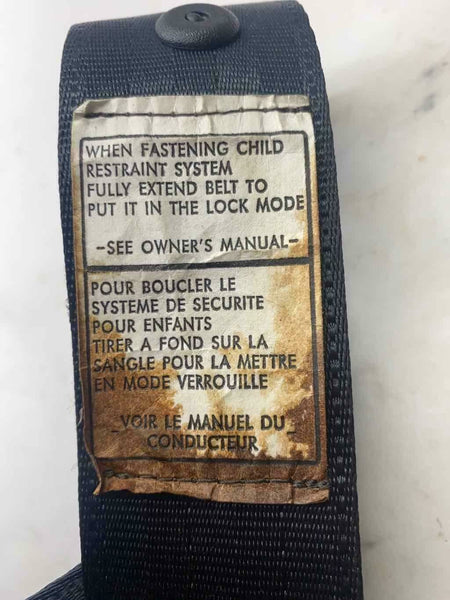 WHEN FASTENING CHILD
RESTRAINT SYSTEM
FULLY EXTEND BELT TO
PUT IT IN THE LOCK MODE
-SEE OWNER'S MANUAL-
POUR BOUCLER LE
SYSTEME DE SECURITE
POUR ENFANTS
TIRER A FOND SUR LA
SANGLE POUR LA METTRE
EN MODE VERROUILLE
_VOIR LE MANUEL DU_
CONDUCTEUR